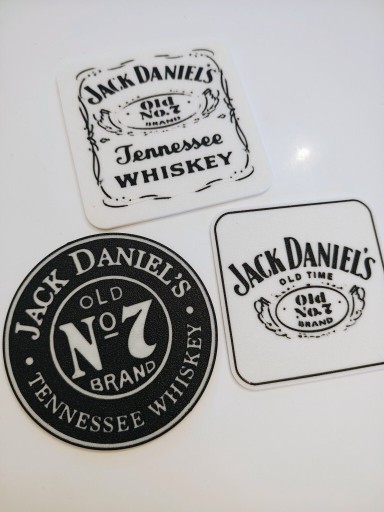 JACK DANIEL'S
Old
No.7
BRAND
Tennessee
WHISKEY
JACK DANIEL'S
OLD
No7
BRAND
TENNESSEE WHISKEY
JACK DANIEL'S
OLD TIME
Old
No.7
BRAND